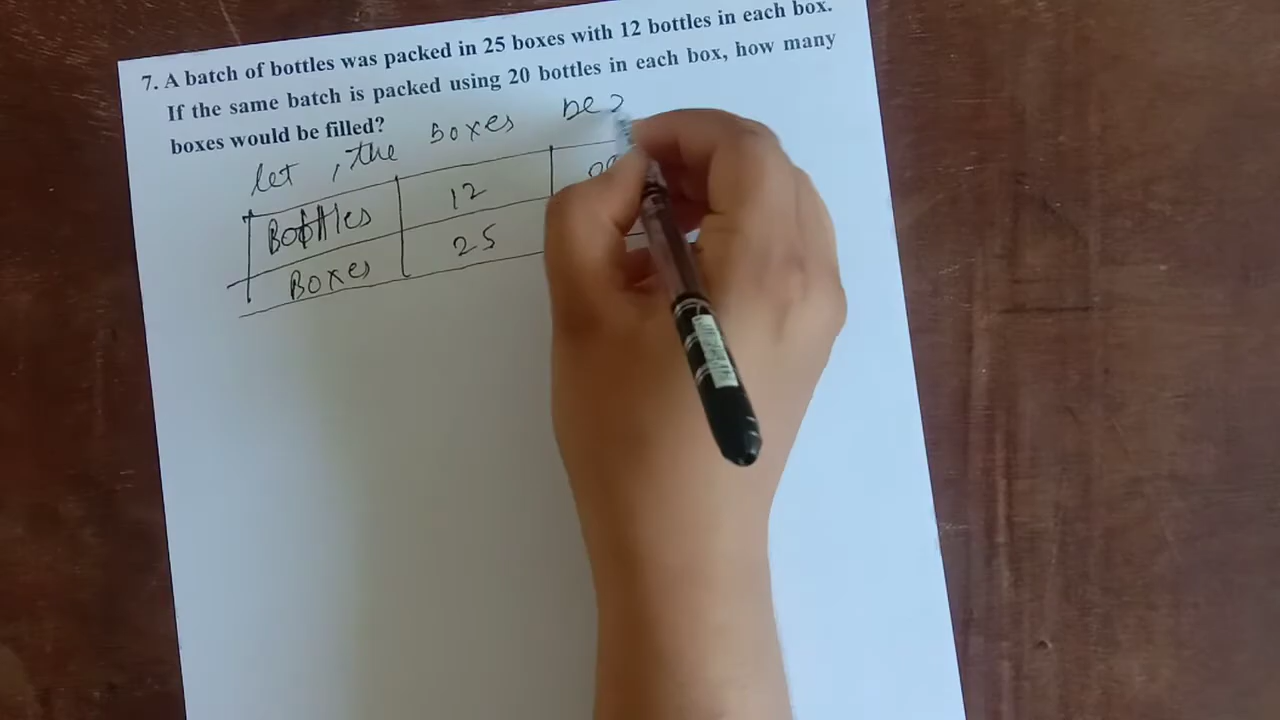 7. A batch of bottles was packed in 25 boxes with 12 bottles in each box.
If the same batch is packed using 20 bottles in each box, how many
boxes would be filled?
let, the boxes be
Bottles 12
Boxes 25